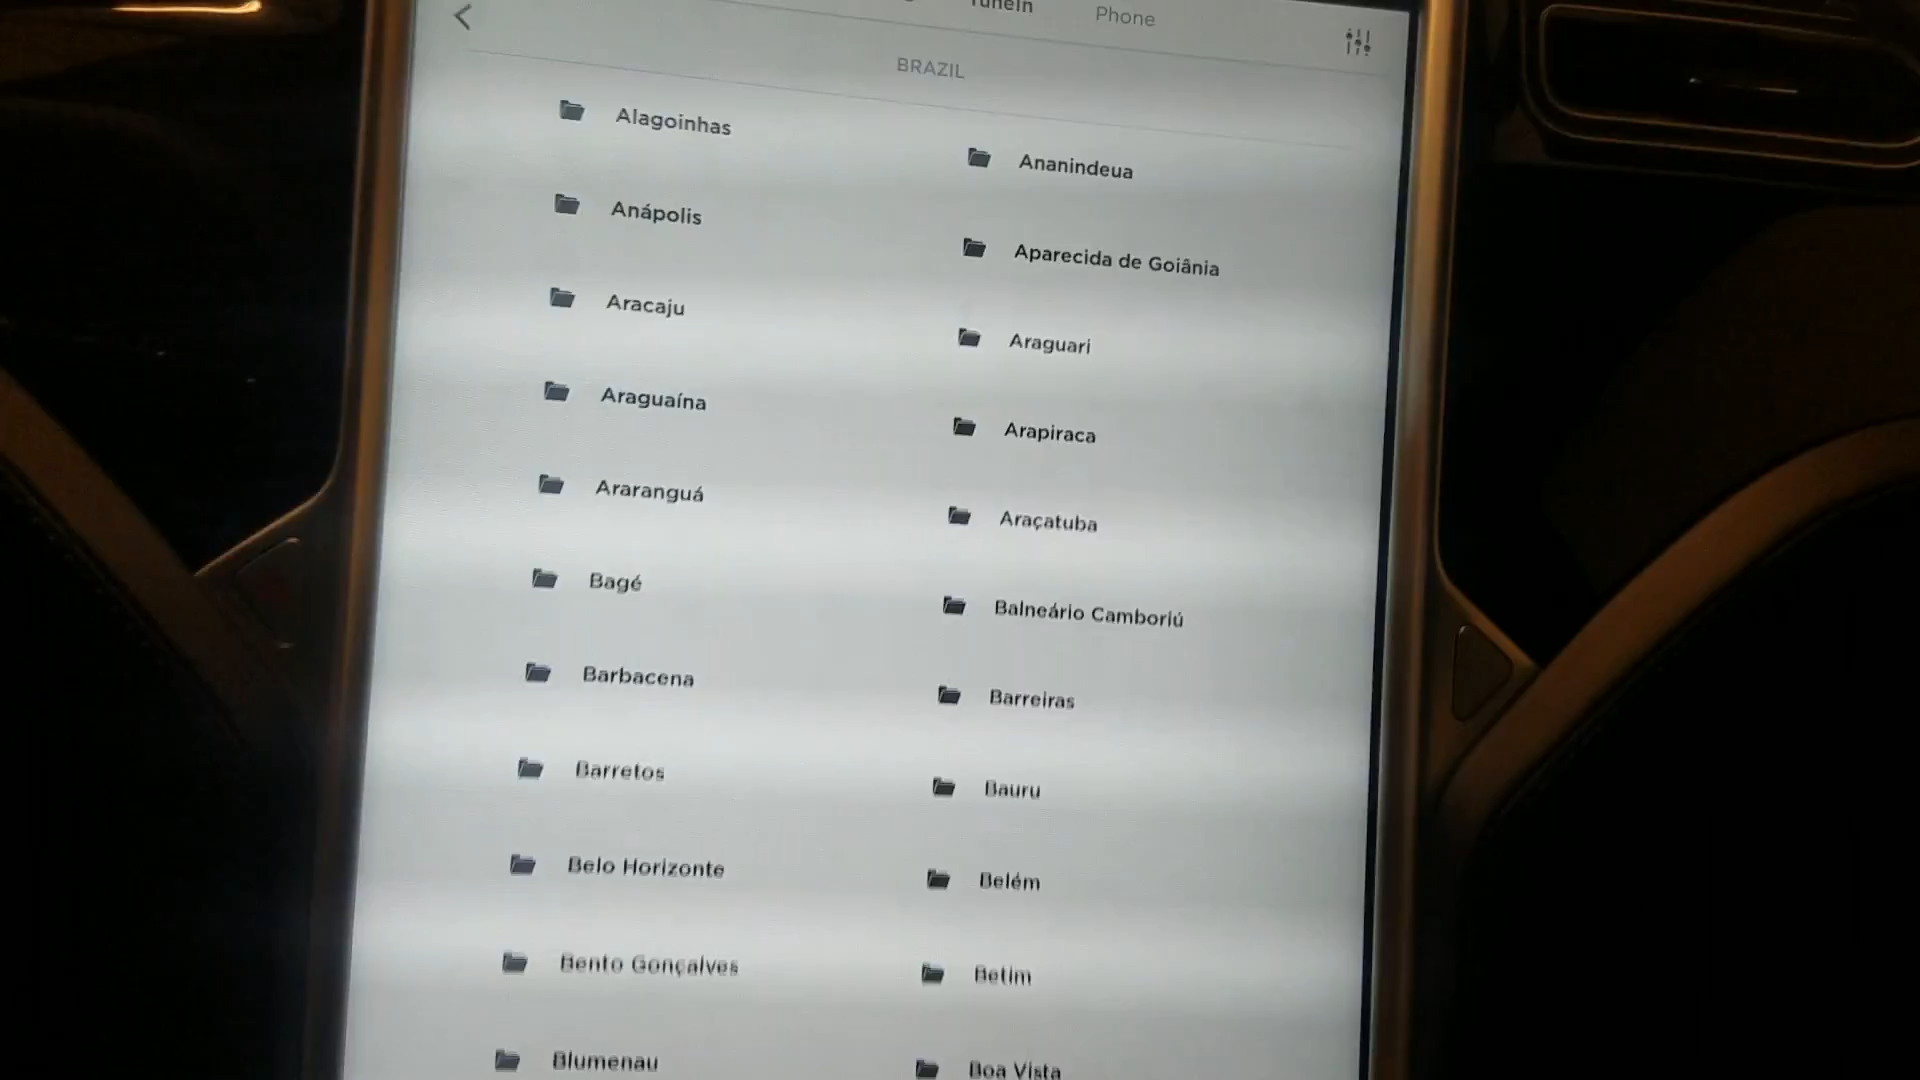 TuneIn Phone
BRAZIL
Alagoinhas
Ananindeua
Anápolis
Aparecida de Goiânia
Aracaju
Araguari
Araguaína
Arapiraca
Araranguá
Araçatuba
Bagé
Balneário Camboriú
Barbacena
Barreiras
Barretos
Bauru
Belo Horizonte
Belém
Bento Gonçalves
Betim
Blumenau
Boa Vista